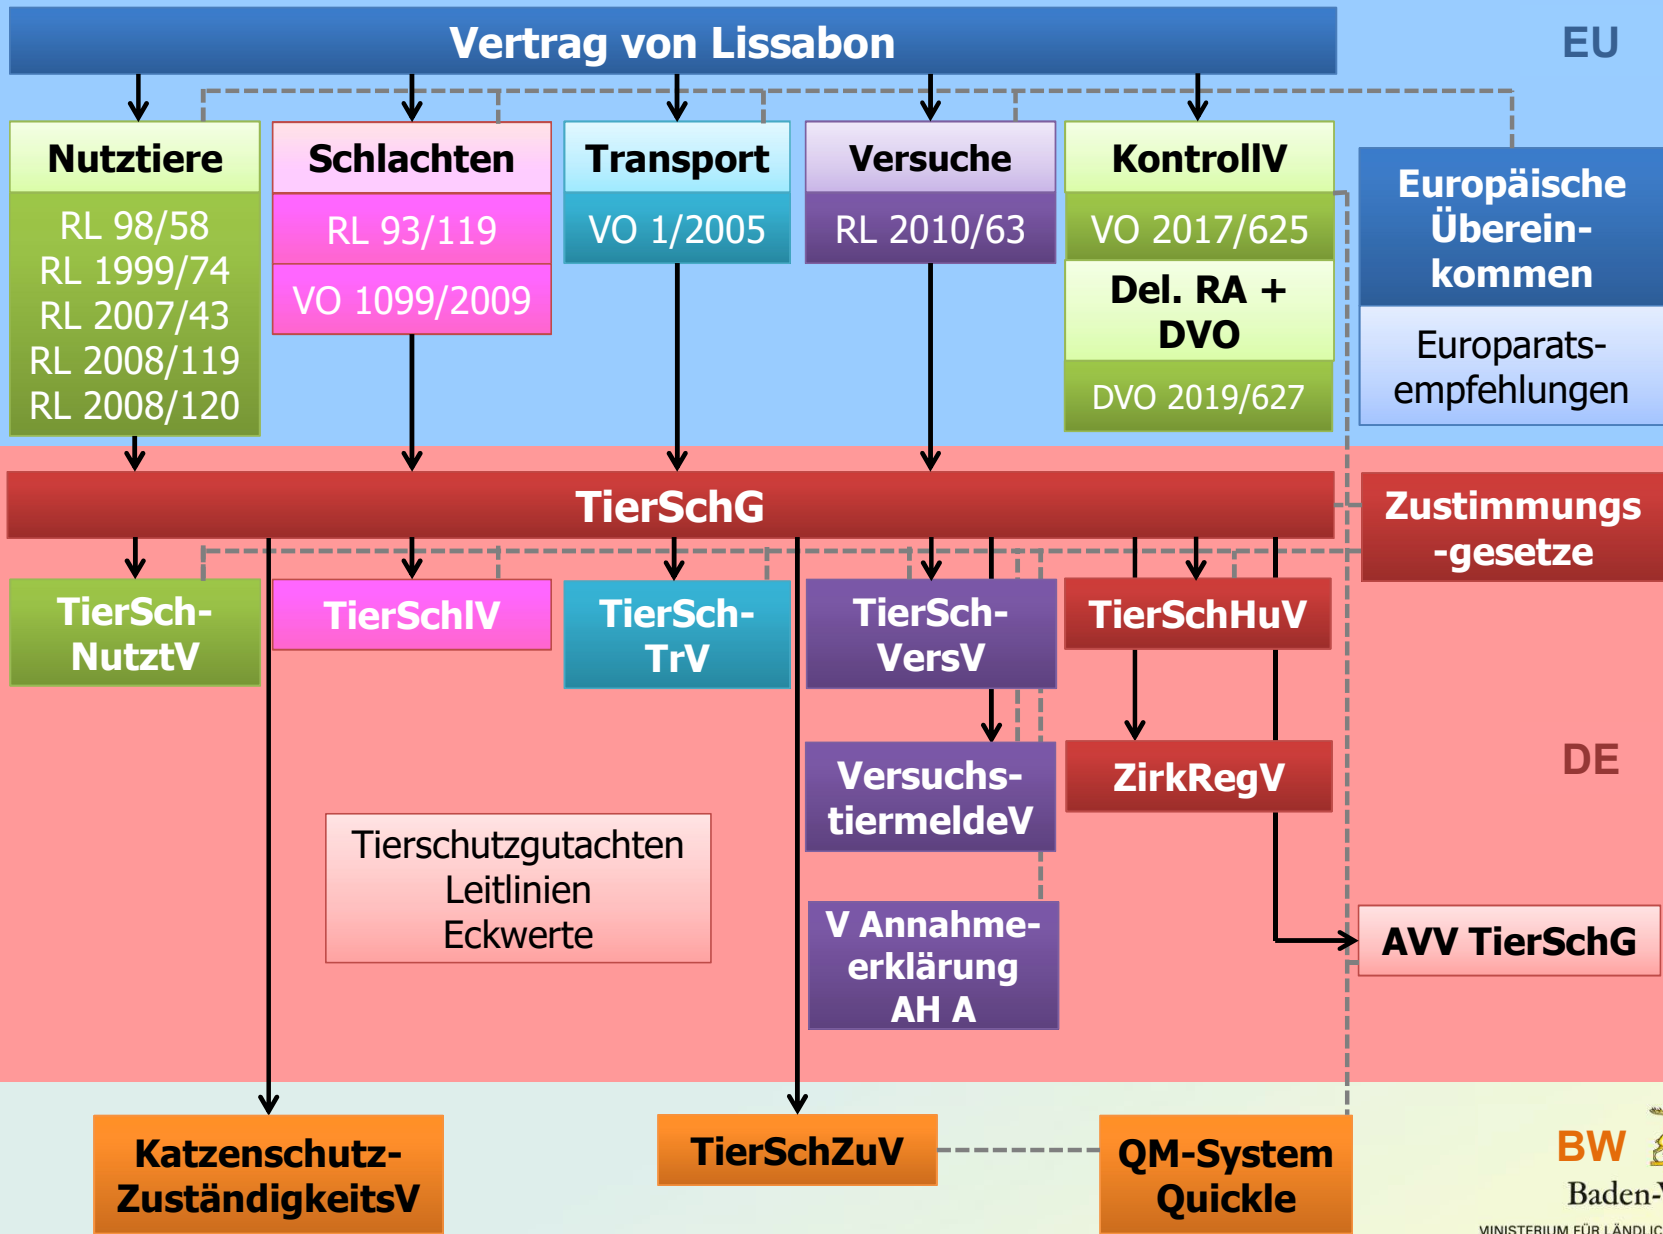 Vertrag von Lissabon
EU
Nutztiere
RL 98/58
RL 1999/74
RL 2007/43
RL 2008/119
RL 2008/120
Schlachten
RL 93/119
VO 1099/2009
Transport
VO 1/2005
Versuche
RL 2010/63
KontrollV
VO 2017/625
Del. RA +
DVO
DVO 2019/627
Europäische
Überein-
kommen
Europarats-
empfehlungen
TierSchG
Zustimmungs
-gesetze
TierSch-
NutztV
TierSchlV
TierSch-
TrV
TierSch-
VersV
TierSchHuV
Versuchs-
tiermeldeV
ZirkRegV
DE
Tierschutzgutachten
Leitlinien
Eckwerte
V Annahme-
erklärung
AH A
AVV TierSchG
Katzenschutz-
ZuständigkeitsV
TierSchZuV
QM-System
Quickle
BW
Baden-
MINISTERIUM FÜR